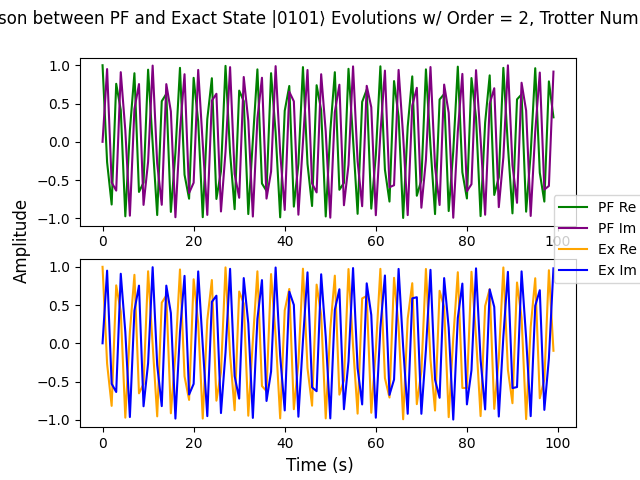 son between PF and Exact State |0101⟩ Evolutions w/ Order = 2, Trotter Num
1.0
0.5
0.0
−0.5
−1.0
0 20 40 60 80 100
PF Re
PF Im
Ex Re
Ex Im
Amplitude
1.0
0.5
0.0
−0.5
−1.0
0 20 40 60 80 100
Time (s)